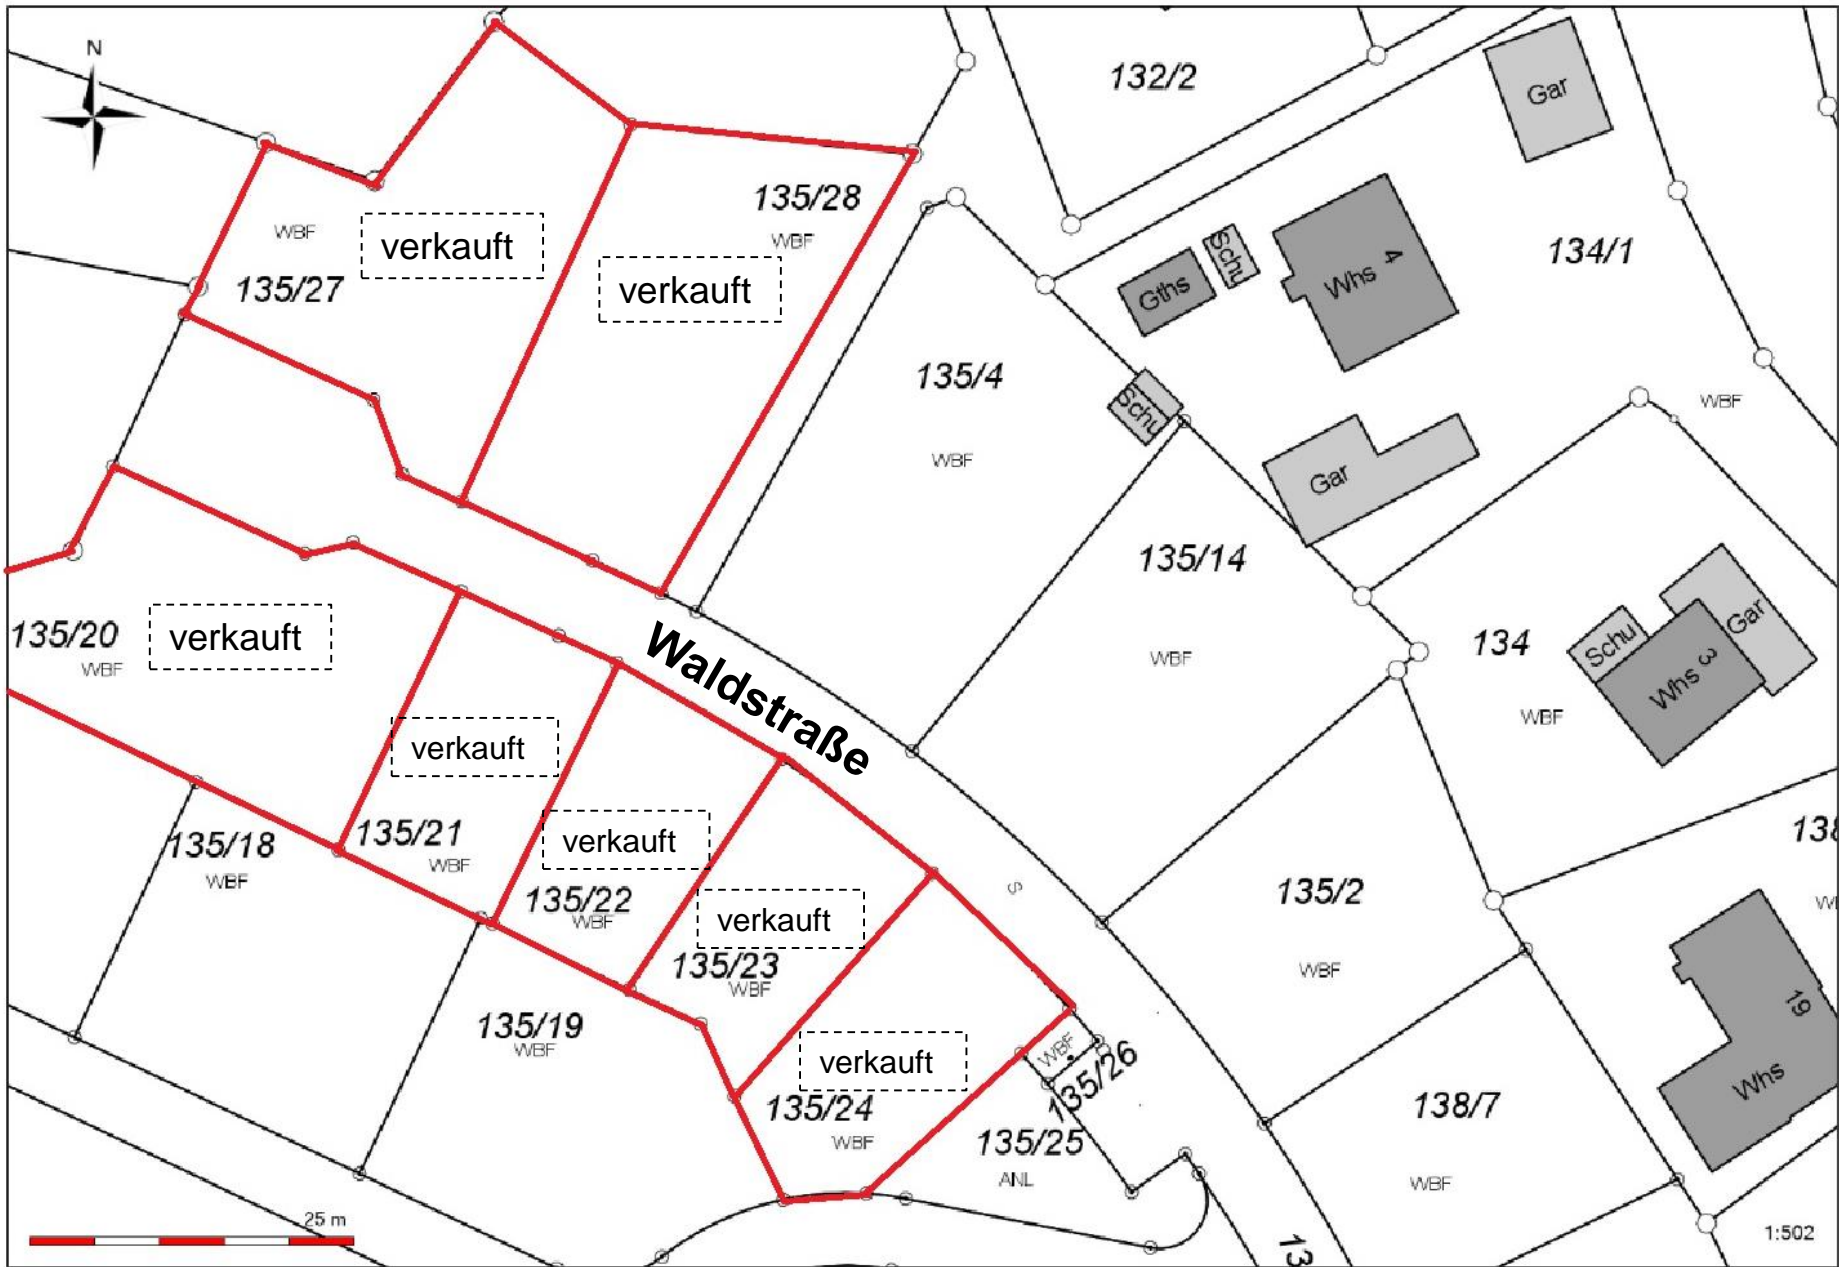 N
132/2
Gar
135/28
WBF
WBF
verkauft
135/27
verkauft
Schu
Gths
Whs 4
134/1
135/4
Schu
WBF
WBF
Gar
135/14
WBF
135/20
WBF
verkauft
Waldstraße
134
Schu
Gar
Whs 3
WBF
verkauft
135/21
WBF
135/18
WBF
verkauft
135/22
WBF
verkauft
135/23
WBF
S
135/2
WBF
138
19
Whs
135/19
WBF
verkauft
135/24
WBF
WBF
135/26
135/25
ANL
138/7
WBF
25 m
13
1:502